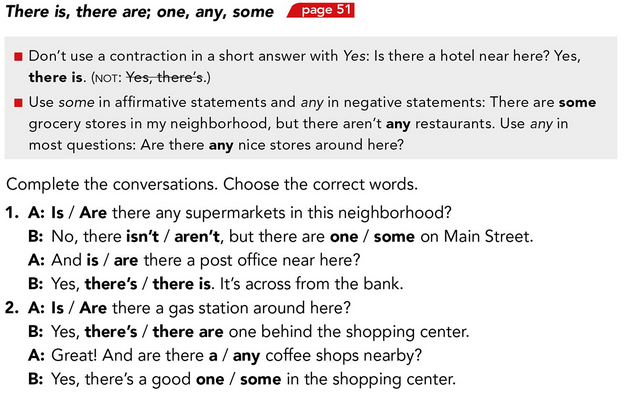 There is, there are; one, any, some page 51
■ Don't use a contraction in a short answer with Yes: Is there a hotel near here? Yes,
there is. (NOT: Yes, there's.)
■ Use some in affirmative statements and any in negative statements: There are some
grocery stores in my neighborhood, but there aren't any restaurants. Use any in
most questions: Are there any nice stores around here?
Complete the conversations. Choose the correct words.
1. A: Is / Are there any supermarkets in this neighborhood?
B: No, there isn't / aren't, but there are one / some on Main Street.
A: And is / are there a post office near here?
B: Yes, there's / there is. It's across from the bank.
2. A: Is / Are there a gas station around here?
B: Yes, there's / there are one behind the shopping center.
A: Great! And are there a / any coffee shops nearby?
B: Yes, there's a good one / some in the shopping center.